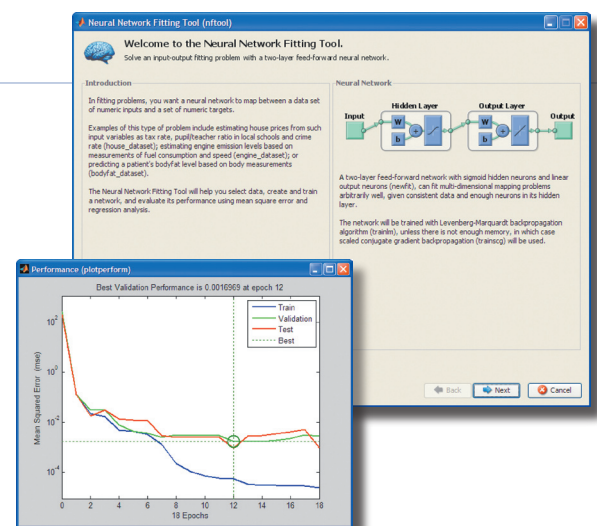 Neural Network Fitting Tool (nftool)
Welcome to the Neural Network Fitting Tool.
Solve an input-output fitting problem with a two-layer feed-forward neural network.
Introduction
In fitting problems, you want a neural network to map between a data set
of numeric inputs and a set of numeric targets.
Examples of this type of problem include estimating house prices from such
input variables as tax rate, pupil/teacher ratio in local schools and crime
rate (house_dataset); estimating engine emission levels based on
measurements of fuel consumption and speed (engine_dataset); or
predicting a patient's bodyfat level based on body measurements
(bodyfat_dataset).
The Neural Network Fitting Tool will help you select data, create and train
a network, and evaluate its performance using mean square error and
regression analysis.
Neural Network
Hidden Layer Output Layer
Input Output
W W
+ +
b b
A two-layer feed-forward network with sigmoid hidden neurons and linear
output neurons (newfit), can fit multi-dimensional mapping problems
arbitrarily well, given consistent data and enough neurons in its hidden
layer.
The network will be trained with Levenberg-Marquardt backpropagation
algorithm (trainlm), unless there is not enough memory, in which case
scaled conjugate gradient backpropagation (trainscg) will be used.
Back Next Cancel
Performance (plotperform)
Best Validation Performance is 0.0016969 at epoch 12
Train
Validation
Test
Best
Mean Squared Error (mse)
10^2
10^0
10^-2
10^-4
0 2 4 6 8 10 12 14 16 18
18 Epochs